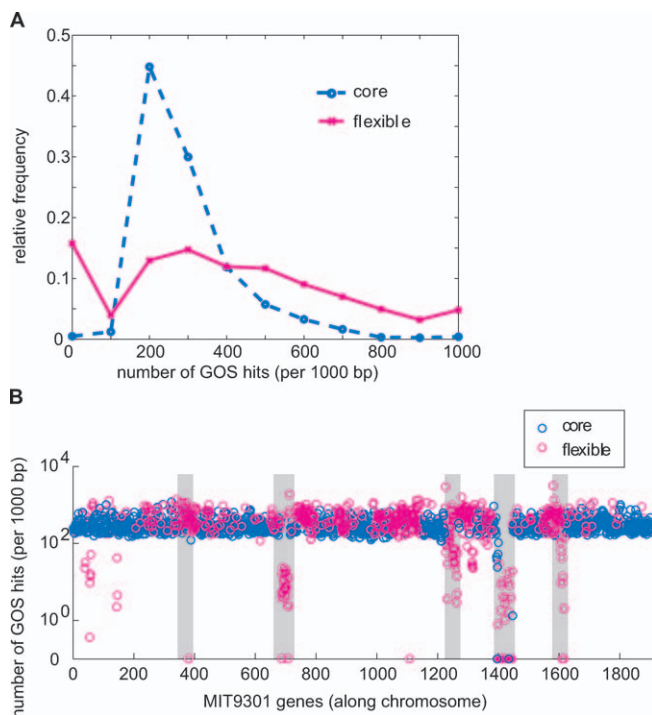 A
0.5
0.4
0.3
0.2
0.1
0
relative frequency
core
flexible
0 200 400 600 800 1000
number of GOS hits (per 1000 bp)
B
core
flexible
10^4
10^2
10^0
0
number of GOS hits (per 1000 bp)
0 200 400 600 800 1000 1200 1400 1600 1800
MIT9301 genes (along chromosome)